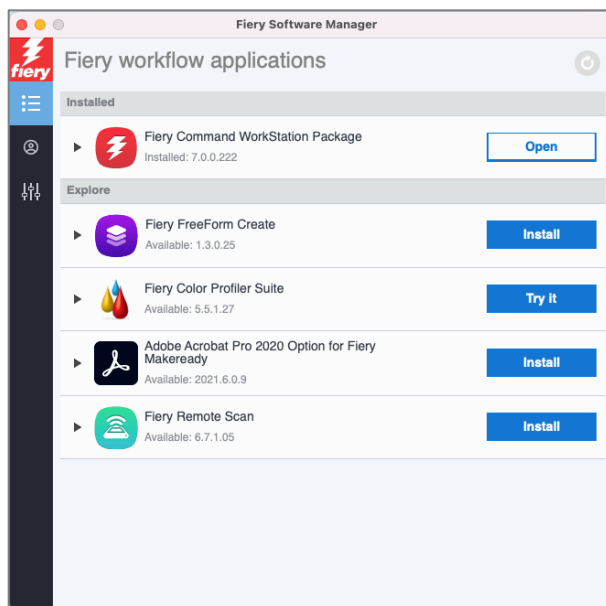 Fiery Software Manager
fiery
Fiery workflow applications
Installed
Fiery Command WorkStation Package
Open
Installed: 7.0.0.222
Explore
Fiery FreeForm Create
Install
Available: 1.3.0.25
Fiery Color Profiler Suite
Try it
Available: 5.5.1.27
Adobe Acrobat Pro 2020 Option for Fiery
Makeready
Install
Available: 2021.6.0.9
Fiery Remote Scan
Install
Available: 6.7.1.05